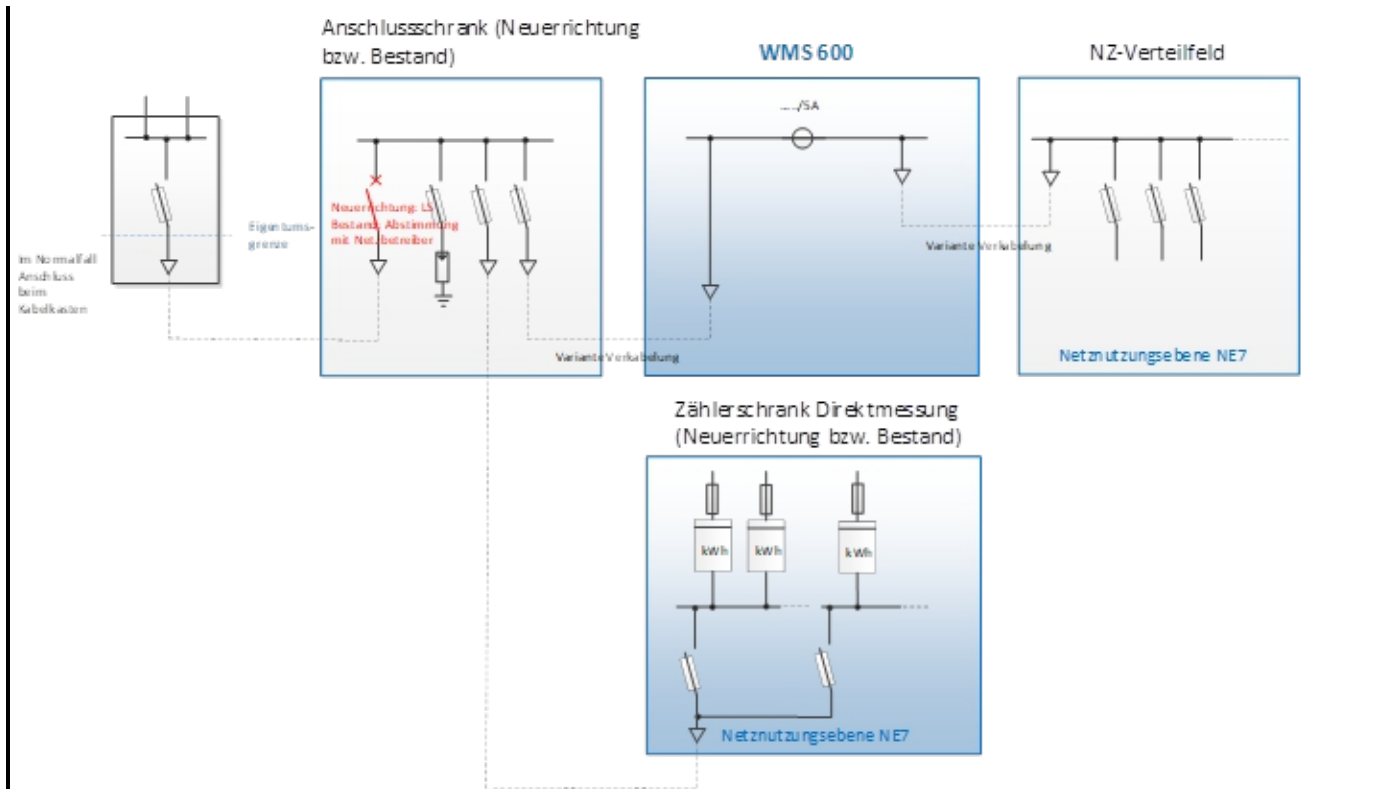 Anschlussschrank (Neuerrichtung
bzw. Bestand)
WMS 600
NZ-Verteilfeld
...../5A
Neuerrichtung: LS
Bestand: Abstimmung
mit Netzbetreiber
Eigentums-
grenze
Im Normalfall
Anschluss
beim
Kabelkasten
Variante Verkabelung
Variante Verkabelung
Netznutzungsebene NE7
Zählerschrank Direktmessung
(Neuerrichtung bzw. Bestand)
kWh
kWh
kWh
Netznutzungsebene NE7